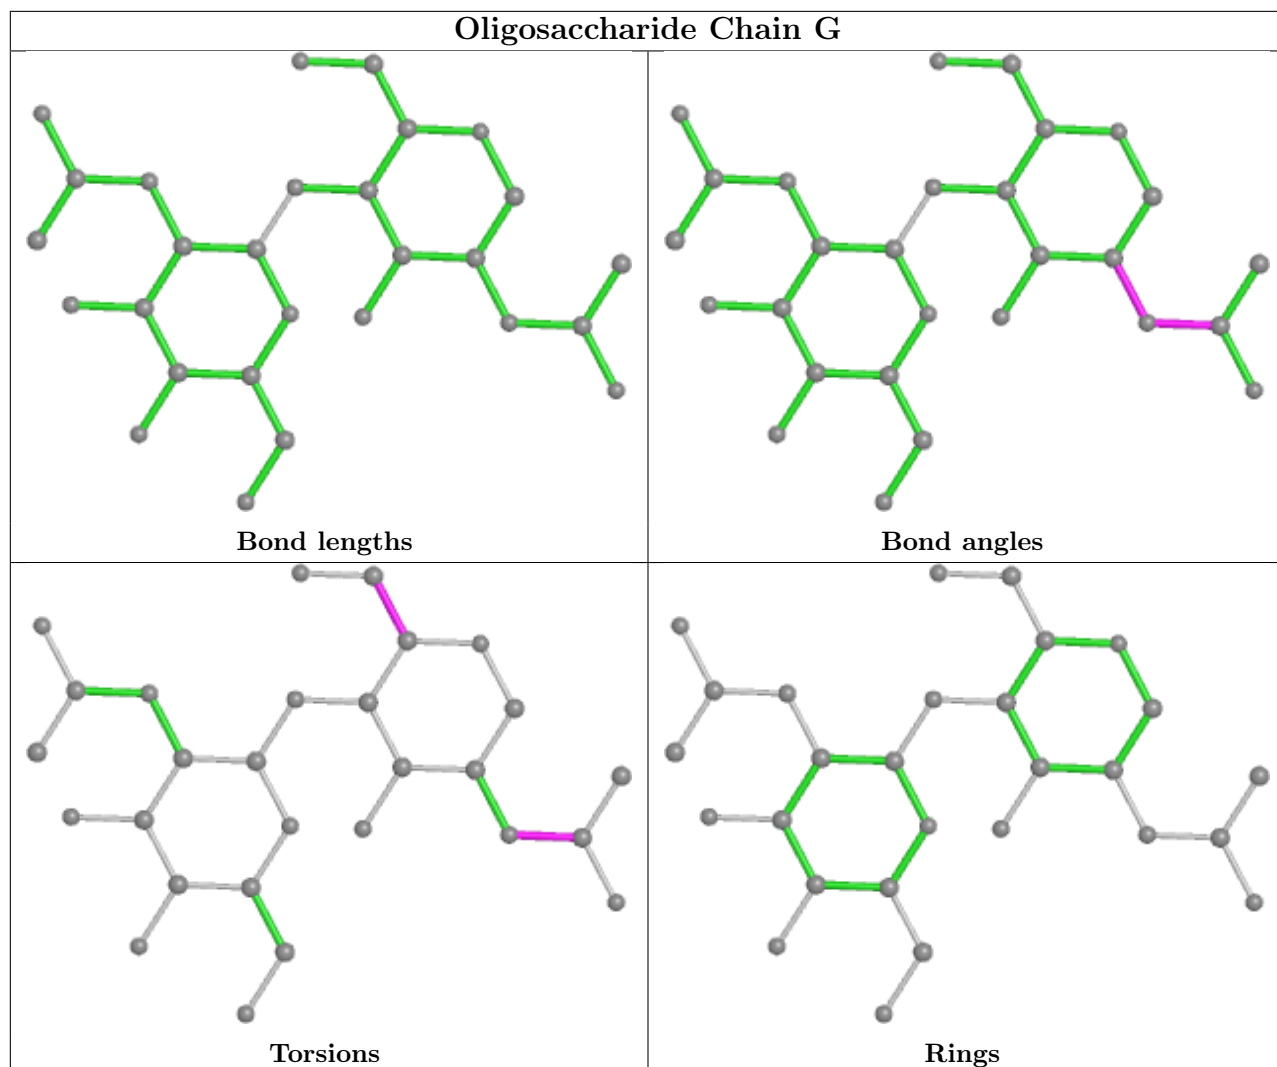 Oligosaccharide Chain G
Bond lengths
Bond angles
Torsions
Rings